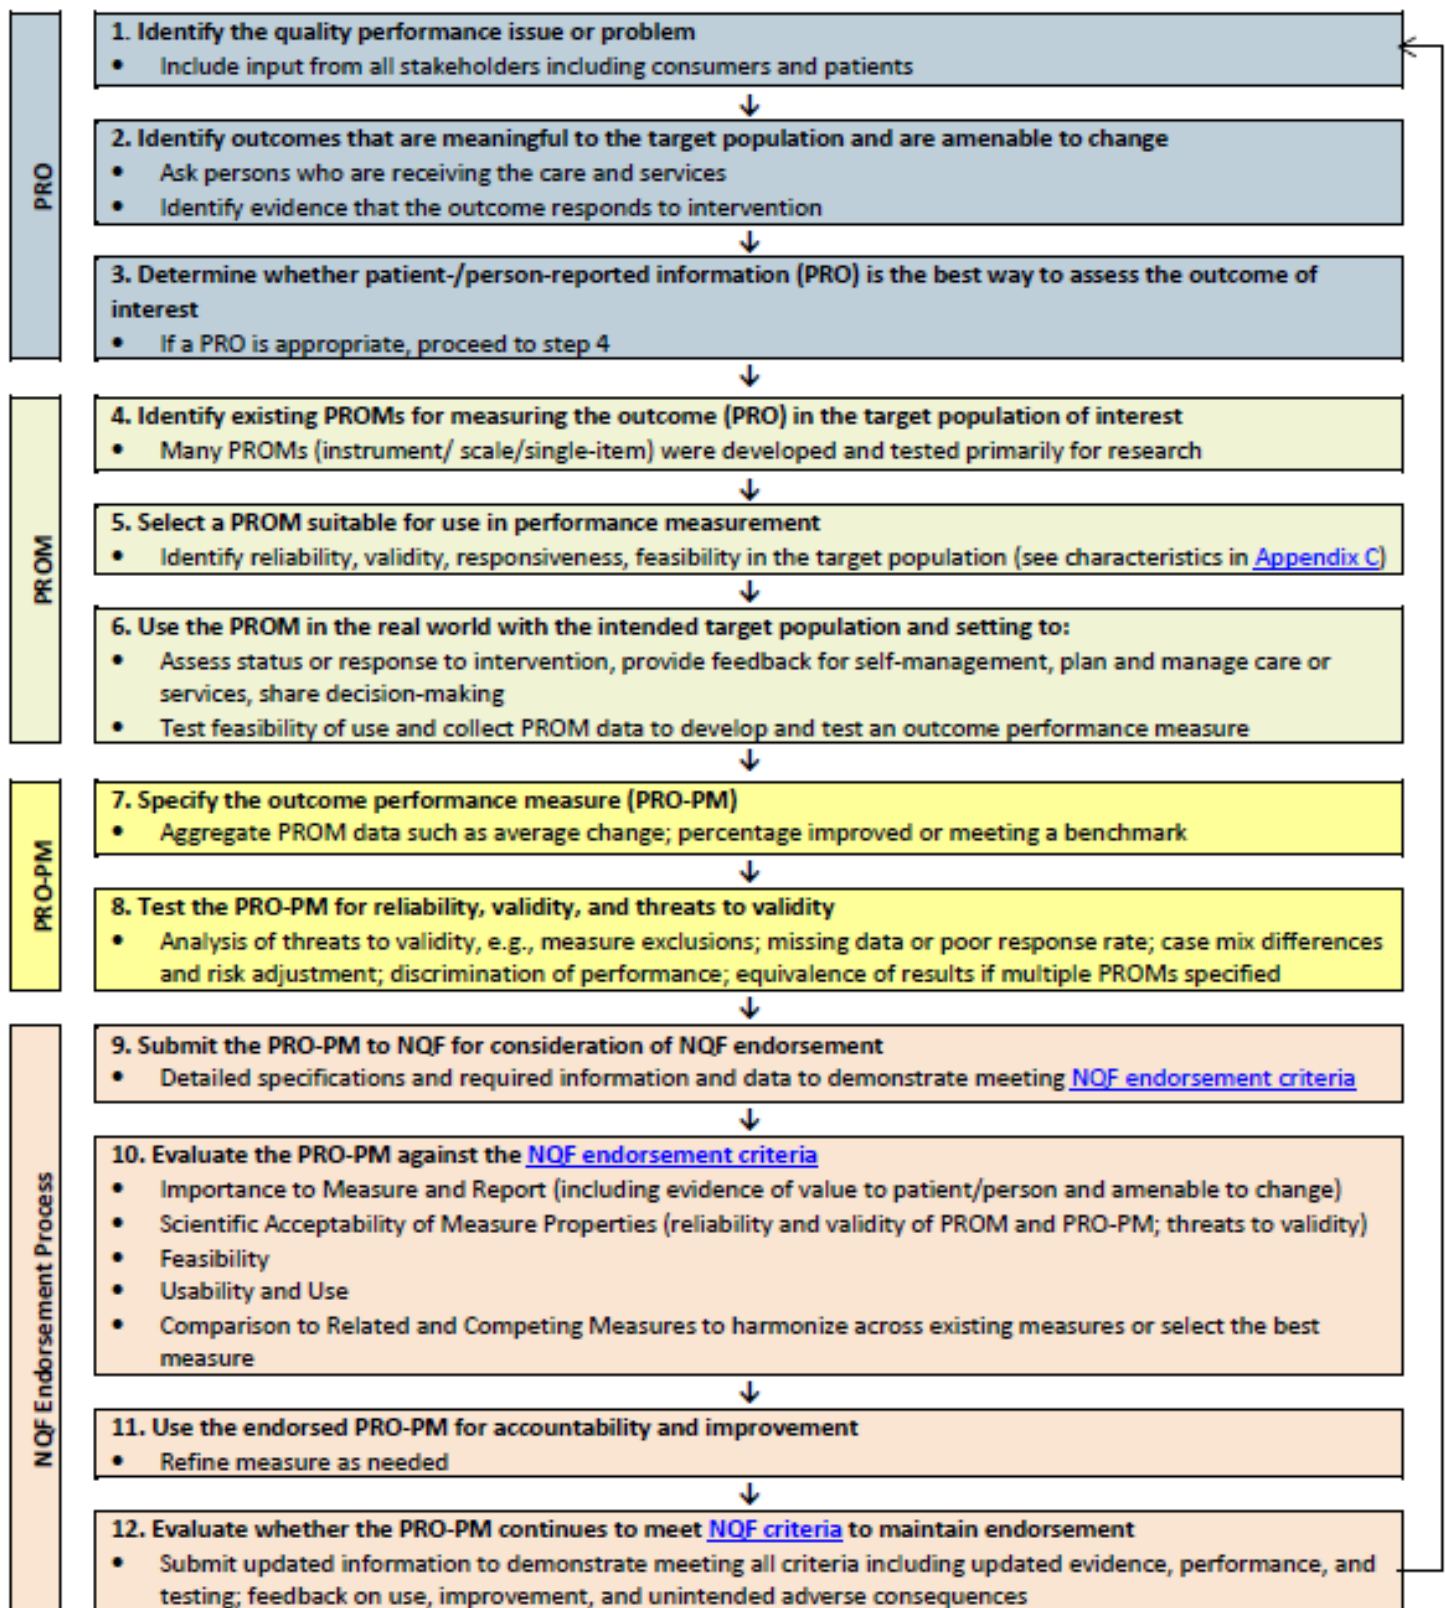 PRO
1. Identify the quality performance issue or problem
• Include input from all stakeholders including consumers and patients
↓
2. Identify outcomes that are meaningful to the target population and are amenable to change
• Ask persons who are receiving the care and services
• Identify evidence that the outcome responds to intervention
↓
3. Determine whether patient-/person-reported information (PRO) is the best way to assess the outcome of
interest
• If a PRO is appropriate, proceed to step 4
↓
PROM
4. Identify existing PROMs for measuring the outcome (PRO) in the target population of interest
• Many PROMs (instrument/ scale/single-item) were developed and tested primarily for research
↓
5. Select a PROM suitable for use in performance measurement
• Identify reliability, validity, responsiveness, feasibility in the target population (see characteristics in Appendix C)
↓
6. Use the PROM in the real world with the intended target population and setting to:
• Assess status or response to intervention, provide feedback for self-management, plan and manage care or
services, share decision-making
• Test feasibility of use and collect PROM data to develop and test an outcome performance measure
↓
PRO-PM
7. Specify the outcome performance measure (PRO-PM)
• Aggregate PROM data such as average change; percentage improved or meeting a benchmark
↓
8. Test the PRO-PM for reliability, validity, and threats to validity
• Analysis of threats to validity, e.g., measure exclusions; missing data or poor response rate; case mix differences
and risk adjustment; discrimination of performance; equivalence of results if multiple PROMs specified
↓
NQF Endorsement Process
9. Submit the PRO-PM to NQF for consideration of NQF endorsement
• Detailed specifications and required information and data to demonstrate meeting NQF endorsement criteria
↓
10. Evaluate the PRO-PM against the NQF endorsement criteria
• Importance to Measure and Report (including evidence of value to patient/person and amenable to change)
• Scientific Acceptability of Measure Properties (reliability and validity of PROM and PRO-PM; threats to validity)
• Feasibility
• Usability and Use
• Comparison to Related and Competing Measures to harmonize across existing measures or select the best
measure
↓
11. Use the endorsed PRO-PM for accountability and improvement
• Refine measure as needed
↓
12. Evaluate whether the PRO-PM continues to meet NQF criteria to maintain endorsement
• Submit updated information to demonstrate meeting all criteria including updated evidence, performance, and
testing; feedback on use, improvement, and unintended adverse consequences